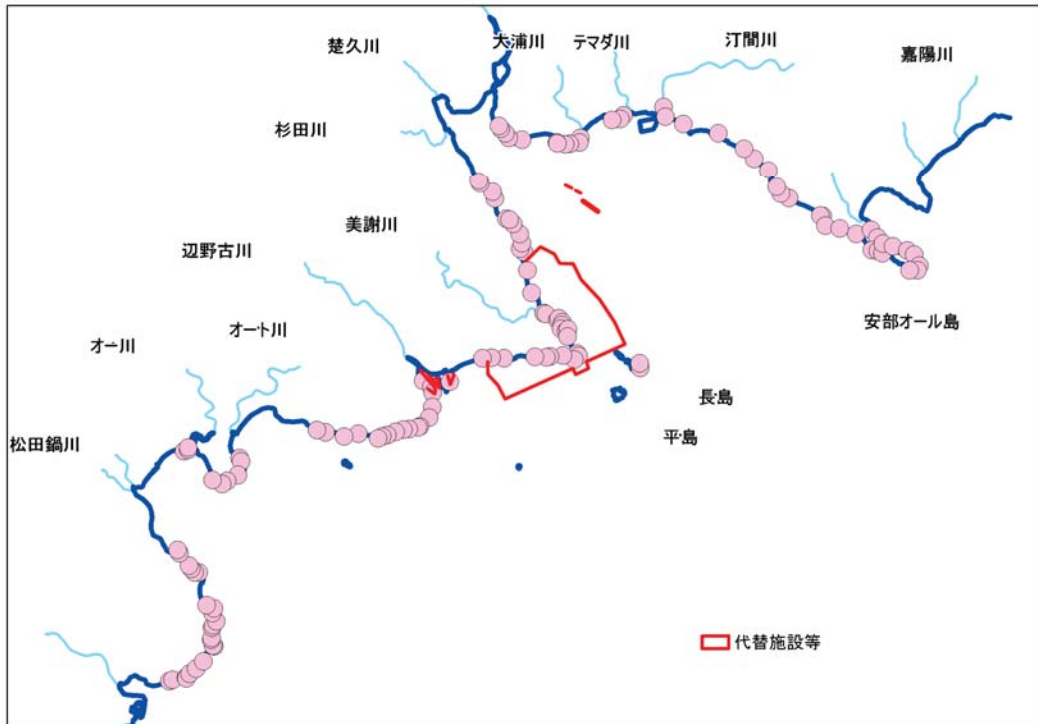 楚久川
大浦川
テマダ川
汀間川
嘉陽川
杉田川
美謝川
辺野古川
オー川
オート川
安部オール島
長島
平島
松田鍋川
代替施設等